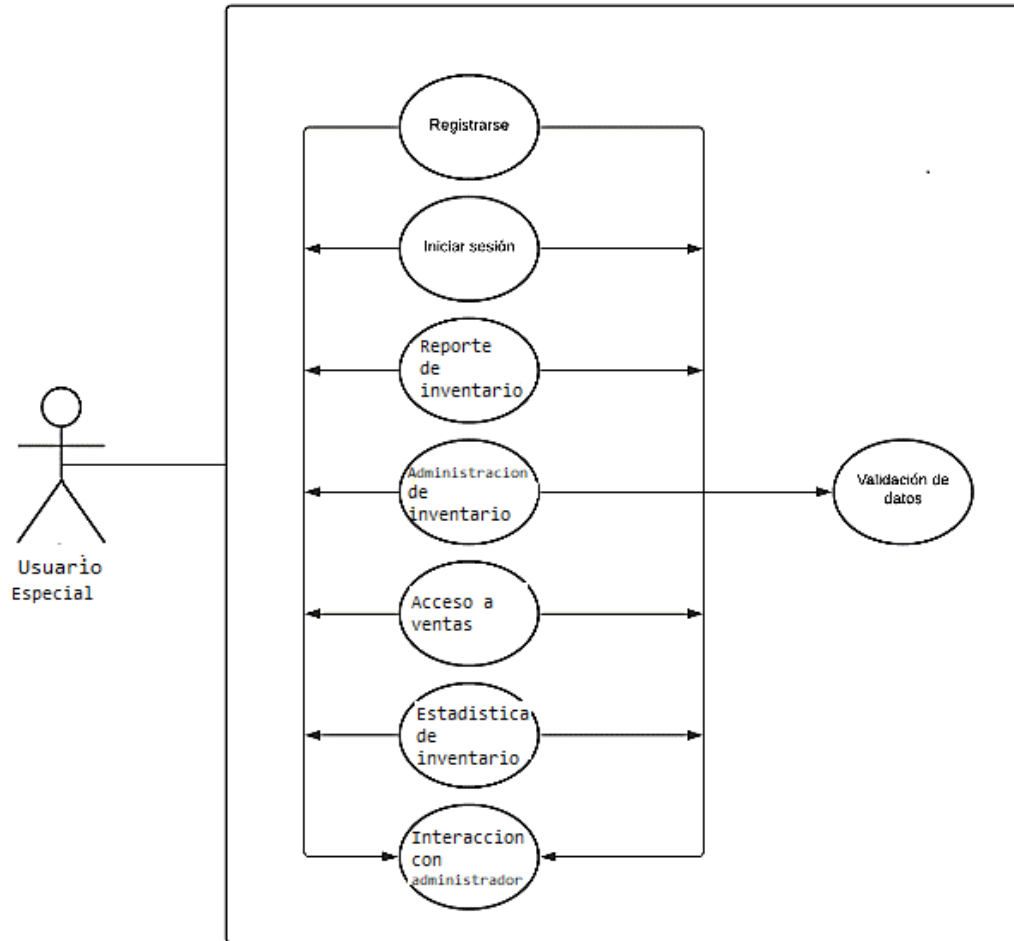 Registrarse
Iniciar sesión
Reporte
de
inventario
Administracion
de
inventario
Validación de
datos
Usuario
Especial
Acceso a
ventas
Estadistica
de
inventario
Interaccion
con
administrador